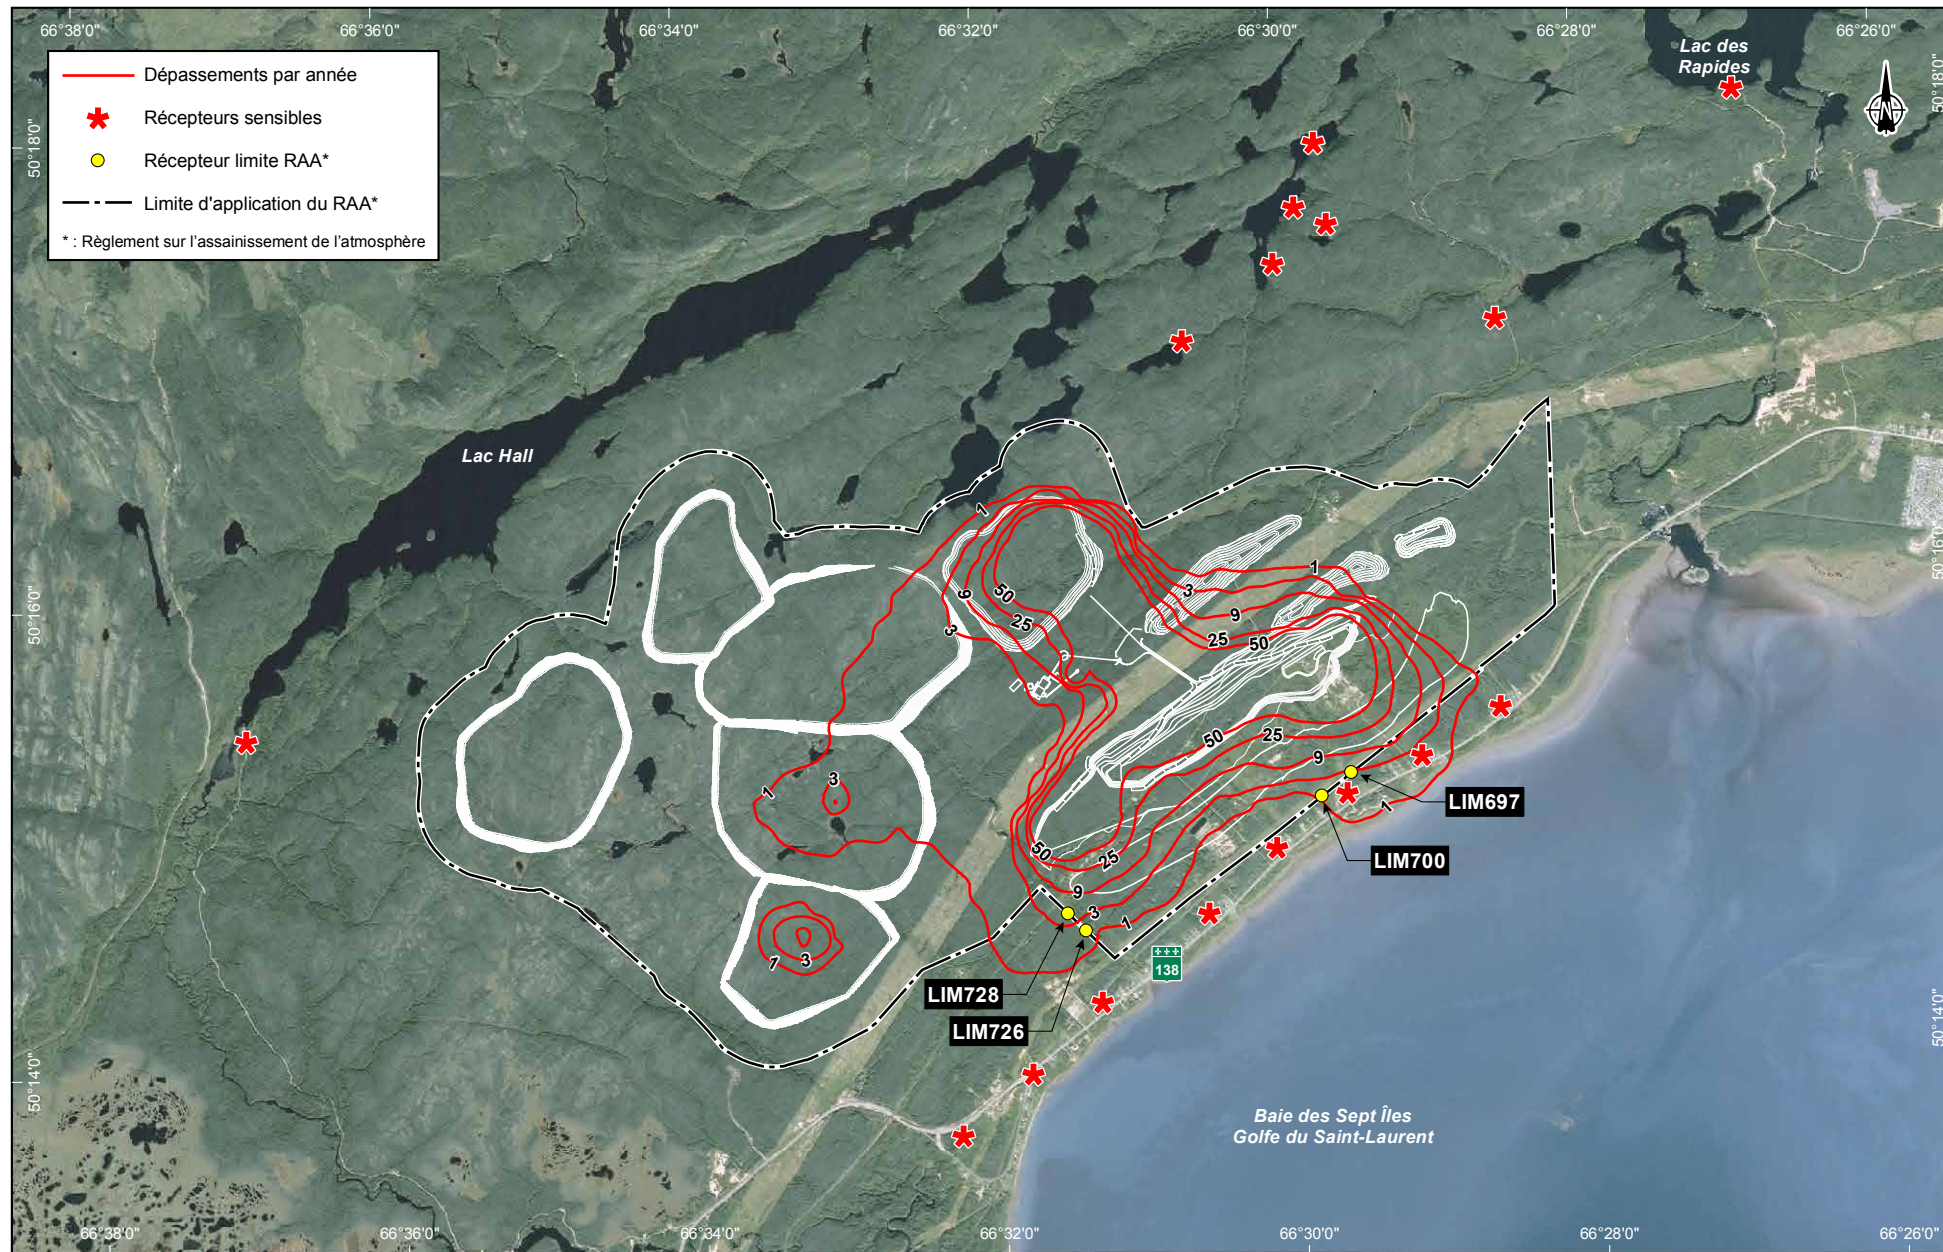 66°38'0"
66°36'0"
66°34'0"
66°32'0"
66°30'0"
66°28'0"
66°26'0"
Dépassements par année
Récepteurs sensibles
Récepteur limite RAA*
Limite d'application du RAA*
* : Règlement sur l'assainissement de l'atmosphère
Lac des
Rapides
N
50°18'0"
50°18'0"
Lac Hall
1
50
9
25
3
1
3
9
25
50
50°16'0"
50°16'0"
50
25
9
3
1
1
LIM697
LIM700
50
25
9
3
1
1
3
138
LIM728
LIM726
50°14'0"
50°14'0"
Baie des Sept Îles
Golfe du Saint-Laurent
66°38'0"
66°36'0"
66°34'0"
66°32'0"
66°30'0"
66°28'0"
66°26'0"